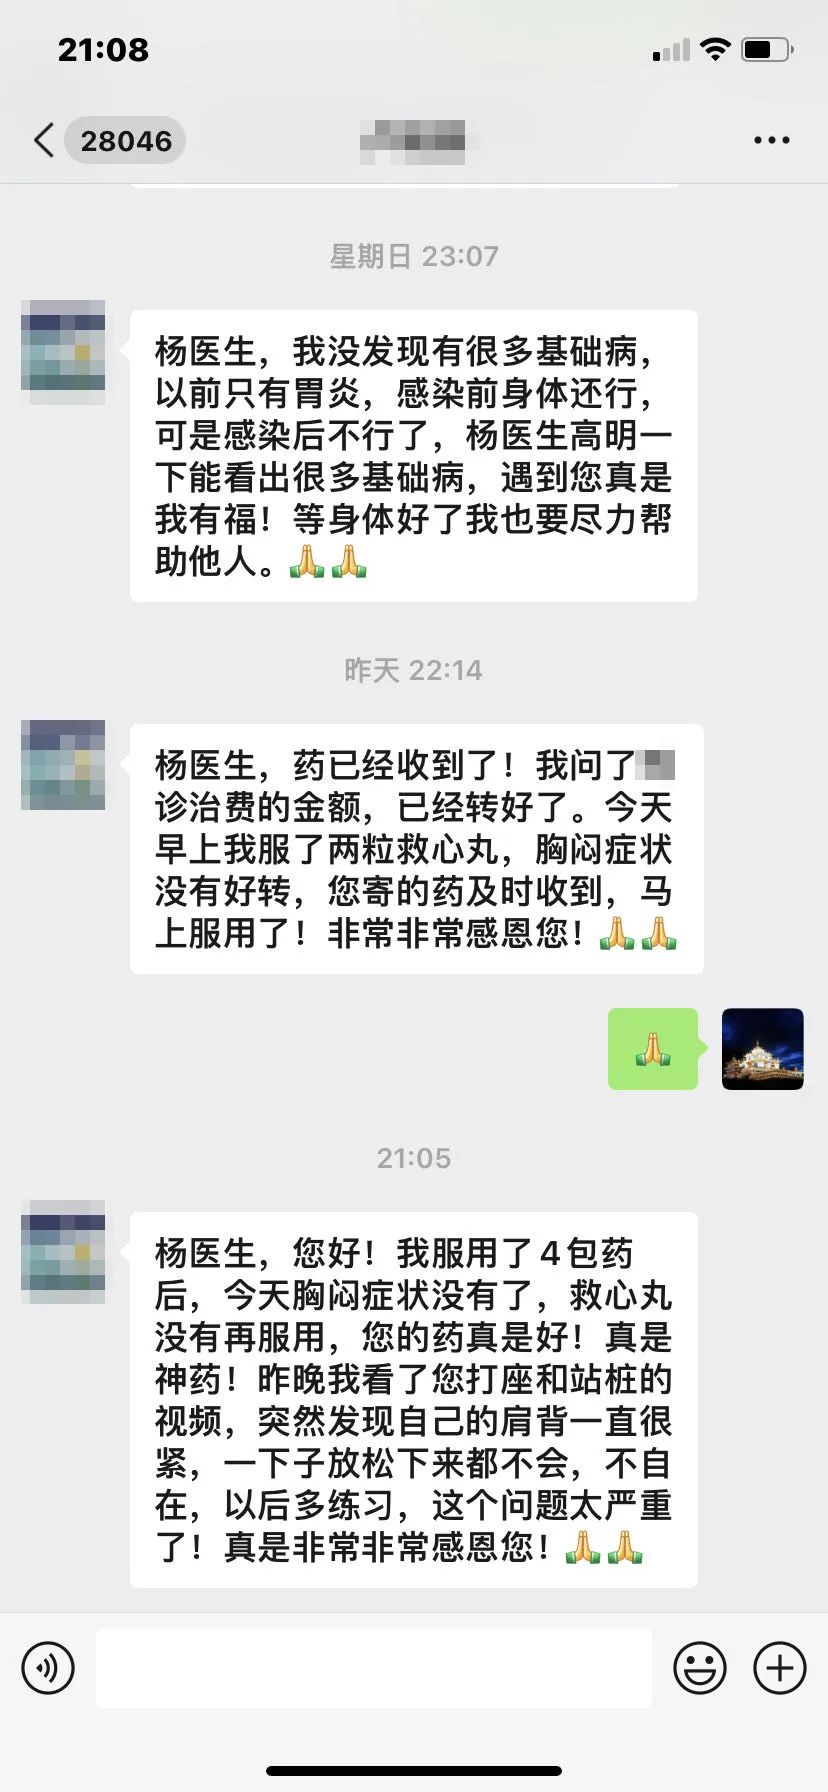 21:08
28046
星期日 23:07
杨医生，我没发现有很多基础病，
以前只有胃炎，感染前身体还行，
可是感染后不行了，杨医生高明一
下能看出很多基础病，遇到您真是
我有福！等身体好了我也要尽力帮
助他人。🙏🙏
昨天 22:14
杨医生，药已经收到了！我问了
诊治费的金额，已经转好了。今天
早上我服了两粒救心丸，胸闷症状
没有好转，您寄的药及时收到，马
上服用了！非常非常感恩您！🙏🙏
🙏
21:05
杨医生，您好！我服用了4包药
后，今天胸闷症状没有了，救心丸
没有再服用，您的药真是好！真是
神药！昨晚我看了您打座和站桩的
视频，突然发现自己的肩背一直很
紧，一下子放松下来都不会，不自
在，以后多练习，这个问题太严重
了！真是非常非常感恩您！🙏🙏